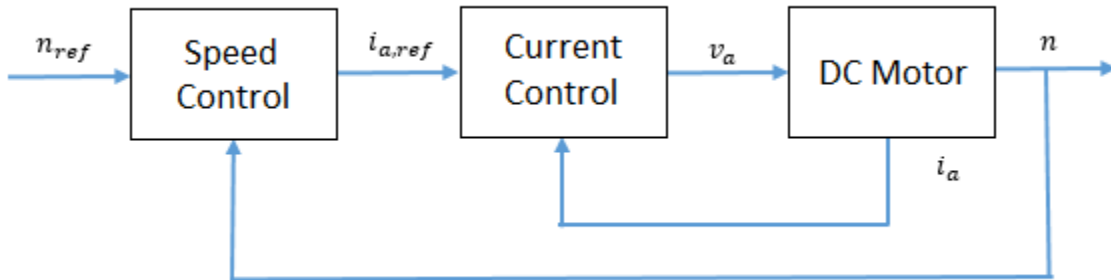 n_ref
Speed
Control
i_a,ref
Current
Control
v_a
DC Motor
n
i_a